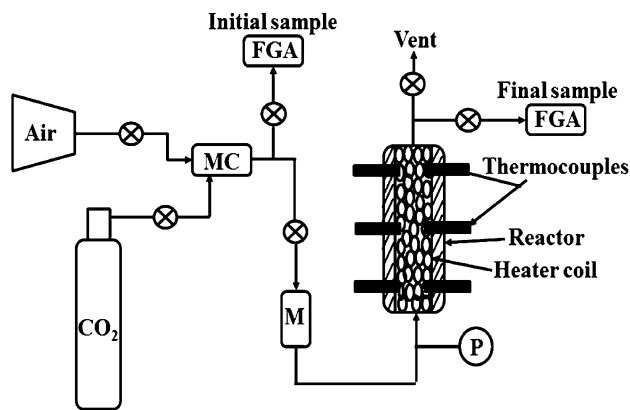 Initial sample
FGA
Vent
Final sample
FGA
Air
MC
Thermocouples
Reactor
Heater coil
M
CO₂
P